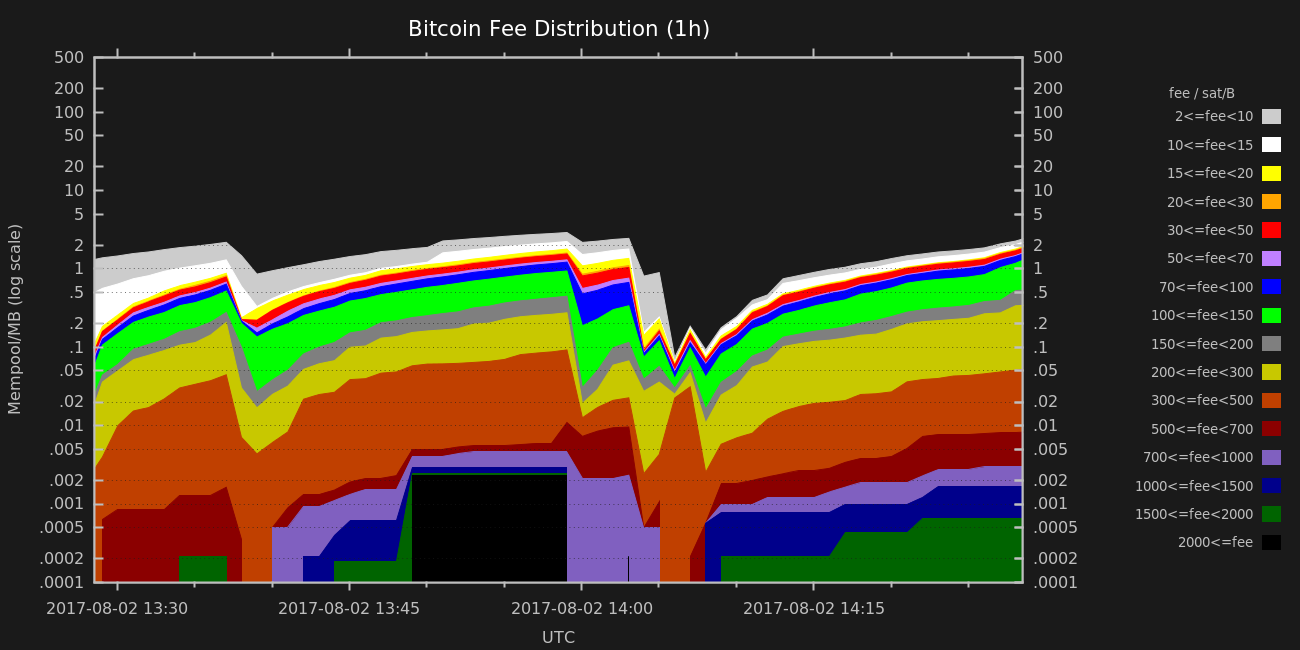 Bitcoin Fee Distribution (1h)
500 500
200 200
100 100
50 50
20 20
10 10
5 5
2 2
1 1
.5 .5
.2 .2
.1 .1
.05 .05
.02 .02
.01 .01
.005 .005
.002 .002
.001 .001
.0005 .0005
.0002 .0002
.0001 .0001
Mempool/MB (log scale)
2017-08-02 13:30 2017-08-02 13:45 2017-08-02 14:00 2017-08-02 14:15
UTC
fee / sat/B
2<=fee<10
10<=fee<15
15<=fee<20
20<=fee<30
30<=fee<50
50<=fee<70
70<=fee<100
100<=fee<150
150<=fee<200
200<=fee<300
300<=fee<500
500<=fee<700
700<=fee<1000
1000<=fee<1500
1500<=fee<2000
2000<=fee